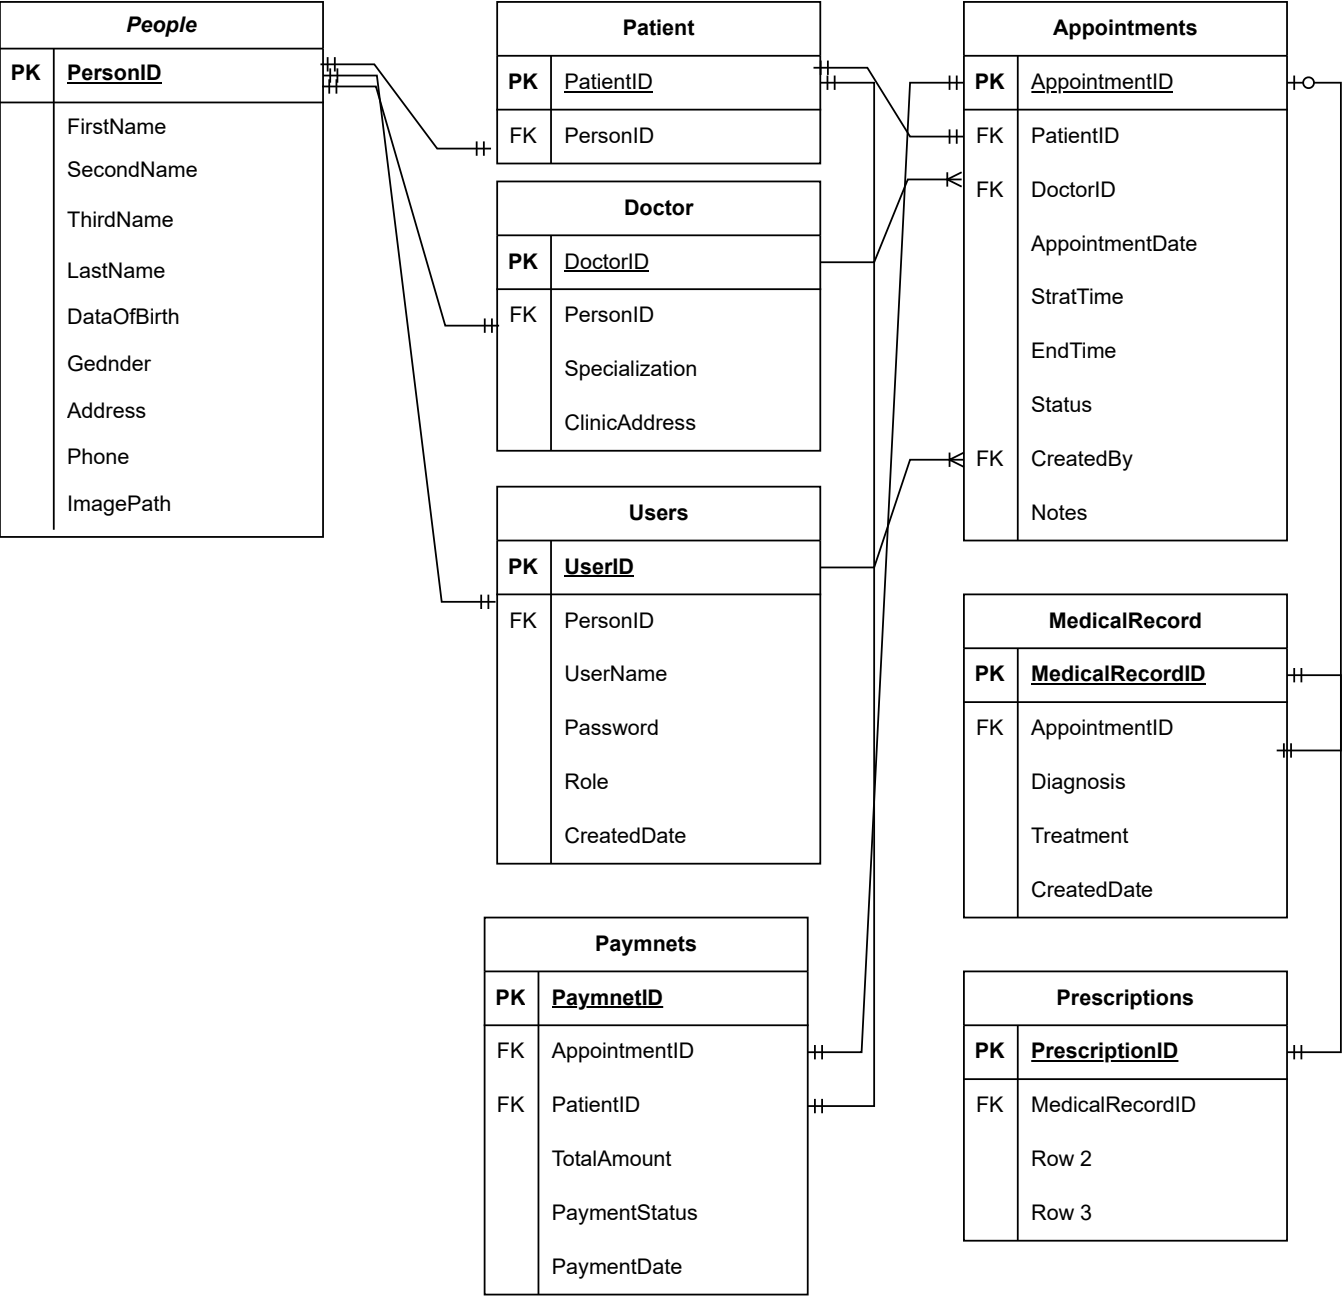 People
PK PersonID
FirstName
SecondName
ThirdName
LastName
DataOfBirth
Gednder
Address
Phone
ImagePath
Patient
PK PatientID
FK PersonID
Doctor
PK DoctorID
FK PersonID
Specialization
ClinicAddress
Users
PK UserID
FK PersonID
UserName
Password
Role
CreatedDate
Paymnets
PK PaymnetID
FK AppointmentID
FK PatientID
TotalAmount
PaymentStatus
PaymentDate
Appointments
PK AppointmentID
FK PatientID
FK DoctorID
AppointmentDate
StratTime
EndTime
Status
FK CreatedBy
Notes
MedicalRecord
PK MedicalRecordID
FK AppointmentID
Diagnosis
Treatment
CreatedDate
Prescriptions
PK PrescriptionID
FK MedicalRecordID
Row 2
Row 3